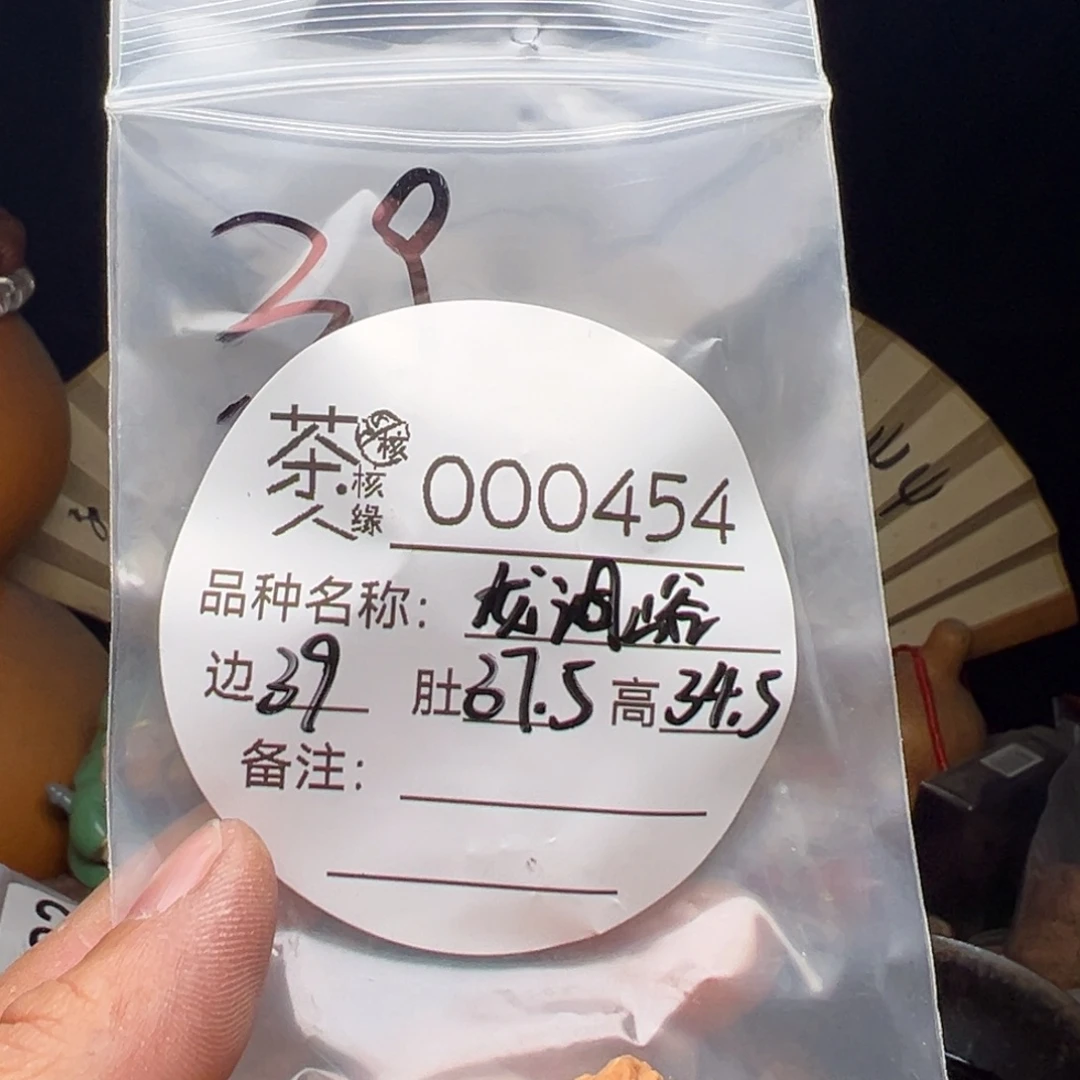 39
茶人 核缘 000454
品种名称: 龙湖峪
边39 肚37.5 高34.5
备注: